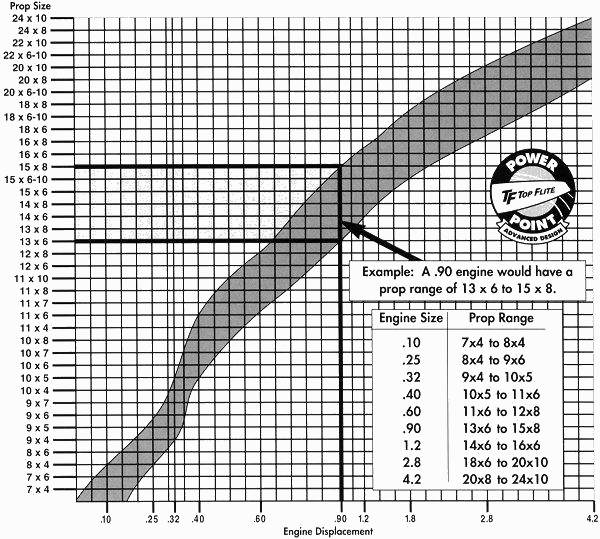 Prop Size
24 x 10
24 x 8
22 x 10
22 x 6-10
20 x 10
20 x 8
20 x 6-10
18 x 8
18 x 6-10
18 x 6
16 x 8
16 x 6
15 x 8
15 x 6-10
15 x 6
14 x 8
14 x 6
13 x 8
13 x 6
12 x 8
12 x 6
11 x 10
11 x 8
11 x 7
11 x 6
11 x 4
10 x 8
10 x 7
10 x 6
10 x 5
10 x 4
9 x 7
9 x 6
9 x 5
9 x 4
8 x 6
8 x 4
7 x 6
7 x 4
POWER
TF TOP FLITE
POINT
ADVANCED DESIGN
Example: A .90 engine would have a
prop range of 13 x 6 to 15 x 8.
Engine Size Prop Range
.10 7x4 to 8x4
.25 8x4 to 9x6
.32 9x4 to 10x5
.40 10x5 to 11x6
.60 11x6 to 12x8
.90 13x6 to 15x8
1.2 14x6 to 16x6
2.8 18x6 to 20x10
4.2 20x8 to 24x10
.10 .25 .32 .40 .60 .90 1.2 1.8 2.8 4.2
Engine Displacement